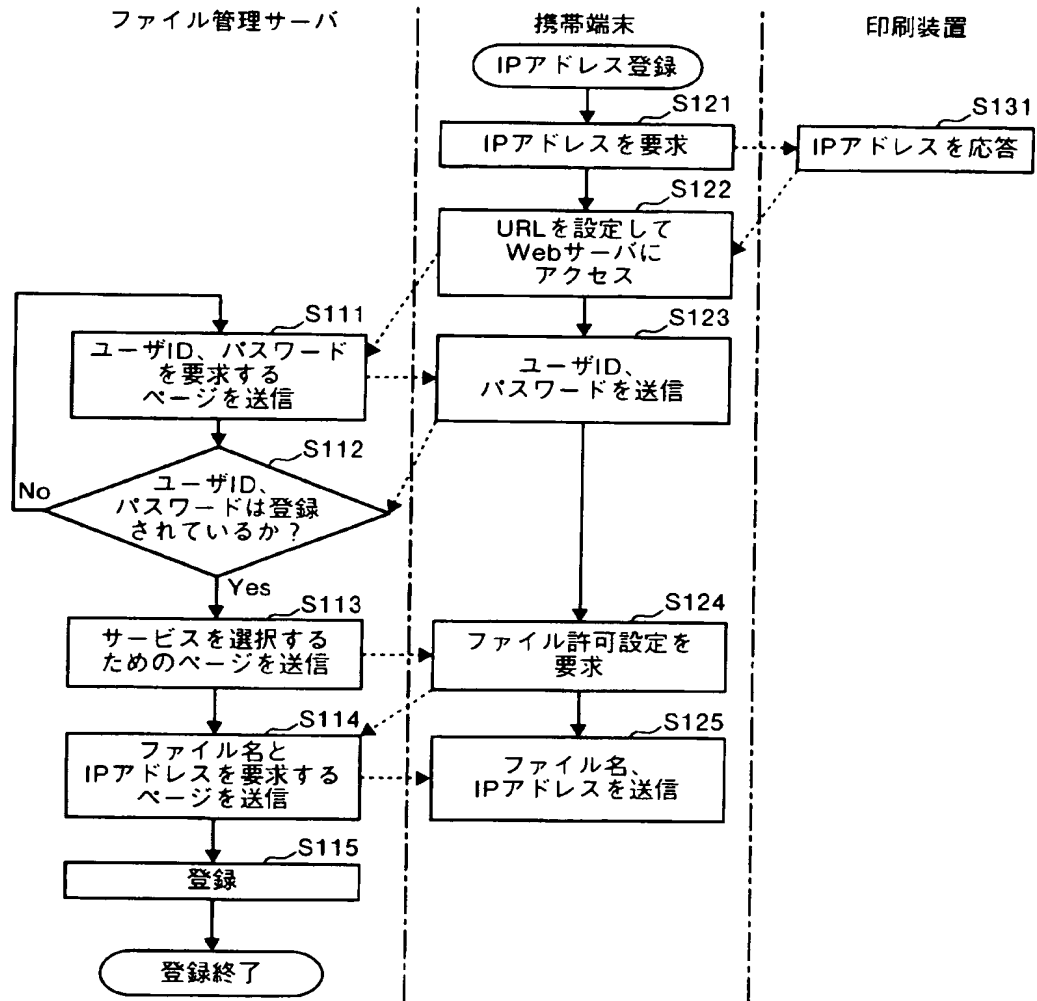 ファイル管理サーバ
携帯端末
印刷装置
IPアドレス登録
S121
IPアドレスを要求
S131
IPアドレスを応答
S122
URLを設定して
Webサーバに
アクセス
S111
ユーザID、パスワード
を要求する
ページを送信
S123
ユーザID、
パスワードを送信
S112
ユーザID、
パスワードは登録
されているか？
No
Yes
S113
サービスを選択する
ためのページを送信
S124
ファイル許可設定を
要求
S114
ファイル名と
IPアドレスを要求する
ページを送信
S125
ファイル名、
IPアドレスを送信
S115
登録
登録終了